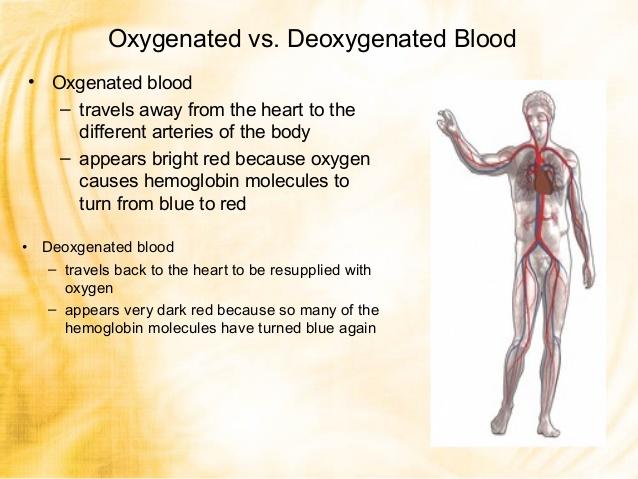 Oxygenated vs. Deoxygenated Blood
• Oxgenated blood
– travels away from the heart to the
different arteries of the body
– appears bright red because oxygen
causes hemoglobin molecules to
turn from blue to red
• Deoxgenated blood
– travels back to the heart to be resupplied with
oxygen
– appears very dark red because so many of the
hemoglobin molecules have turned blue again